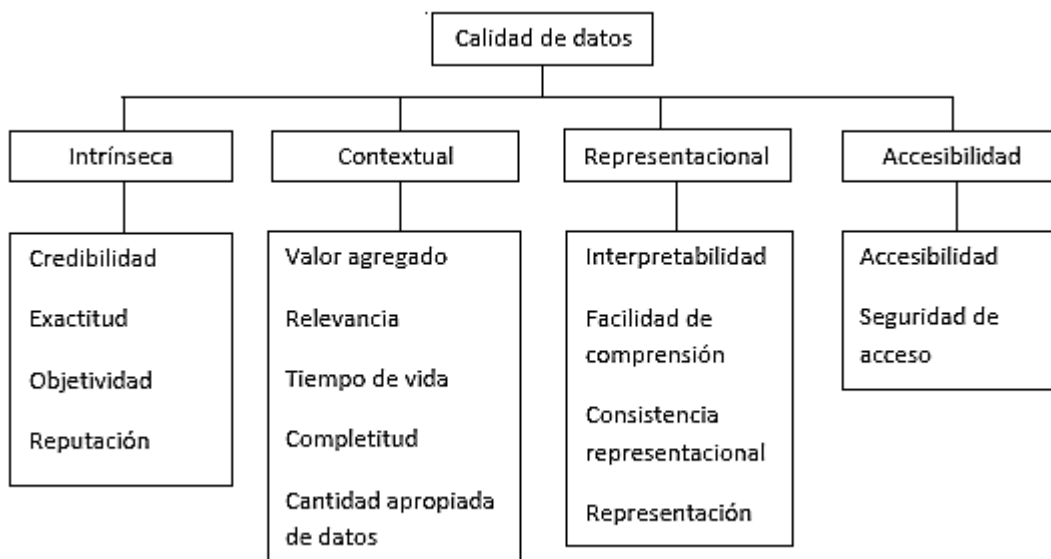 Calidad de datos
Intrínseca
Contextual
Representacional
Accesibilidad
Credibilidad
Exactitud
Objetividad
Reputación
Valor agregado
Relevancia
Tiempo de vida
Completitud
Cantidad apropiada
de datos
Interpretabilidad
Facilidad de
comprensión
Consistencia
representacional
Representación
Accesibilidad
Seguridad de
acceso